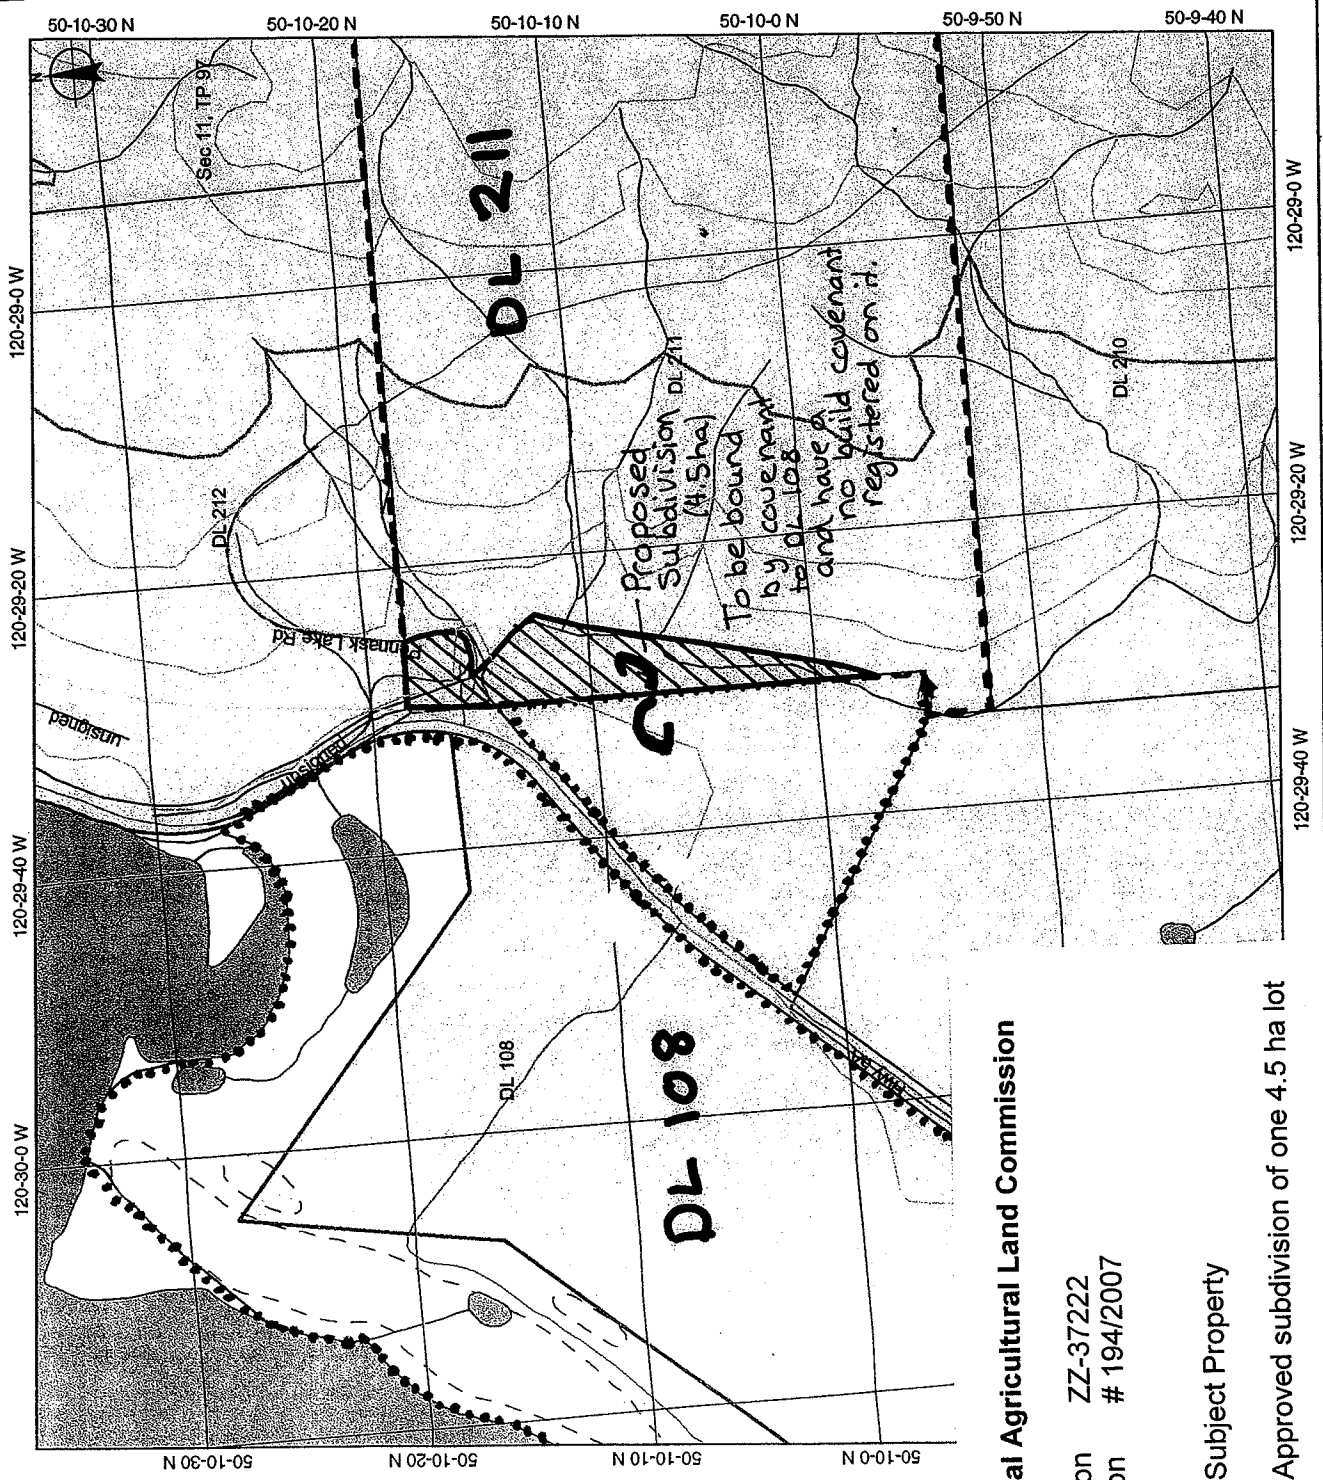 50-10-30 N
50-10-20 N
50-10-10 N
50-10-0 N
50-9-50 N
50-9-40 N
N
Sec 11, TP 97
DL 211
120-29-0 W
120-29-0 W
DL 211
DL 210
DL 212
Proposed
Subdivision
(4.5ha)
To be bound
by covenant
to DL 108
and have a
no build covenant
registered on it.
120-29-20 W
120-29-20 W
Pennask Lake Rd
unsigned
120-29-40 W
120-29-40 W
DL 108
DL 108
120-30-0 W
50-10-30 N
50-10-20 N
50-10-10 N
50-10-0 N
al Agricultural Land Commission
on ZZ-37222
on # 194/2007
Subject Property
Approved subdivision of one 4.5 ha lot